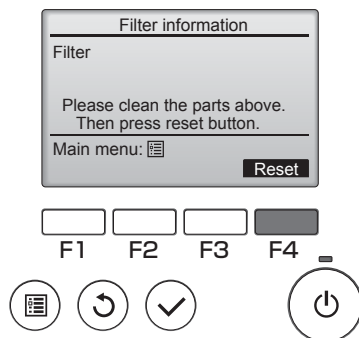 Filter information
Filter
Please clean the parts above.
Then press reset button.
Main menu:
Reset
F1 F2 F3 F4